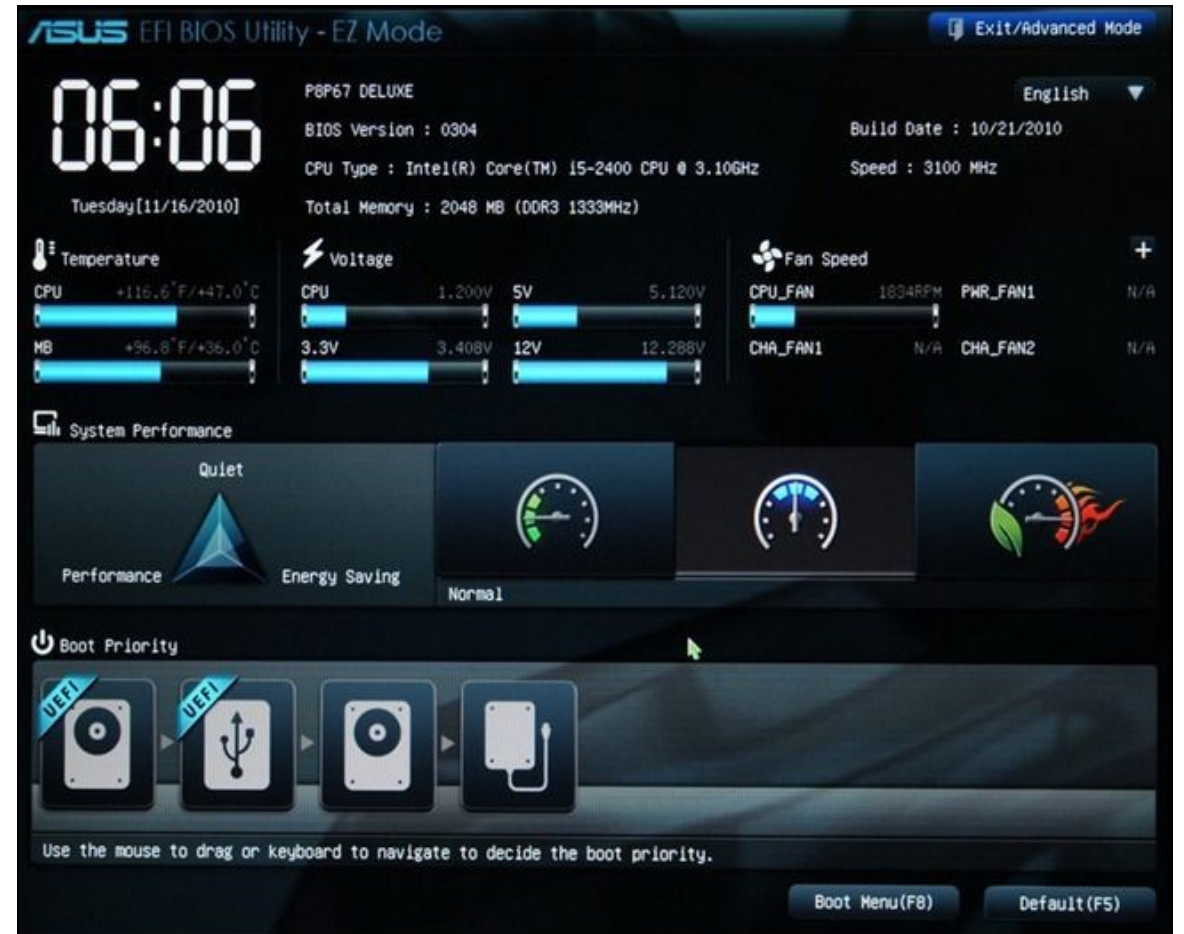 ASUS EFI BIOS Utility - EZ Mode
Exit/Advanced Mode
06:06
Tuesday[11/16/2010]
P8P67 DELUXE
English
BIOS Version : 0304
Build Date : 10/21/2010
CPU Type : Intel(R) Core(TM) i5-2400 CPU @ 3.10GHz
Speed : 3100 MHz
Total Memory : 2048 MB (DDR3 1333MHz)
Temperature
CPU +116.6°F/+47.0°C
MB +96.8°F/+36.0°C
Voltage
CPU 1.200V 5V 5.120V
3.3V 3.408V 12V 12.288V
Fan Speed
CPU_FAN 1834RPM PWR_FAN1 N/A
CHA_FAN1 N/A CHA_FAN2 N/A
System Performance
Quiet
Performance
Energy Saving
Normal
Boot Priority
UEFI
UEFI
Use the mouse to drag or keyboard to navigate to decide the boot priority.
Boot Menu(F8)
Default(F5)